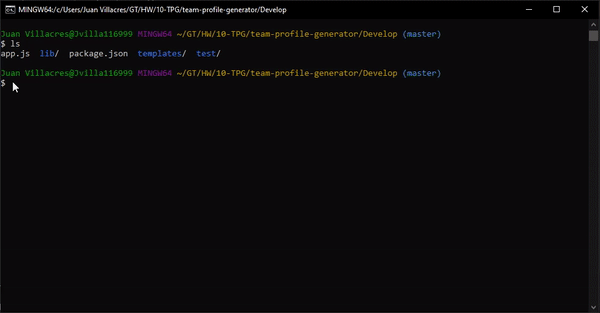 MINGW64:/c/Users/Juan Villacres/GT/HW/10-TPG/team-profile-generator/Develop
Juan Villacres@Jvilla116999 MINGW64 ~/GT/HW/10-TPG/team-profile-generator/Develop (master)
$ ls
app.js  lib/  package.json  templates/  test/
Juan Villacres@Jvilla116999 MINGW64 ~/GT/HW/10-TPG/team-profile-generator/Develop (master)
$